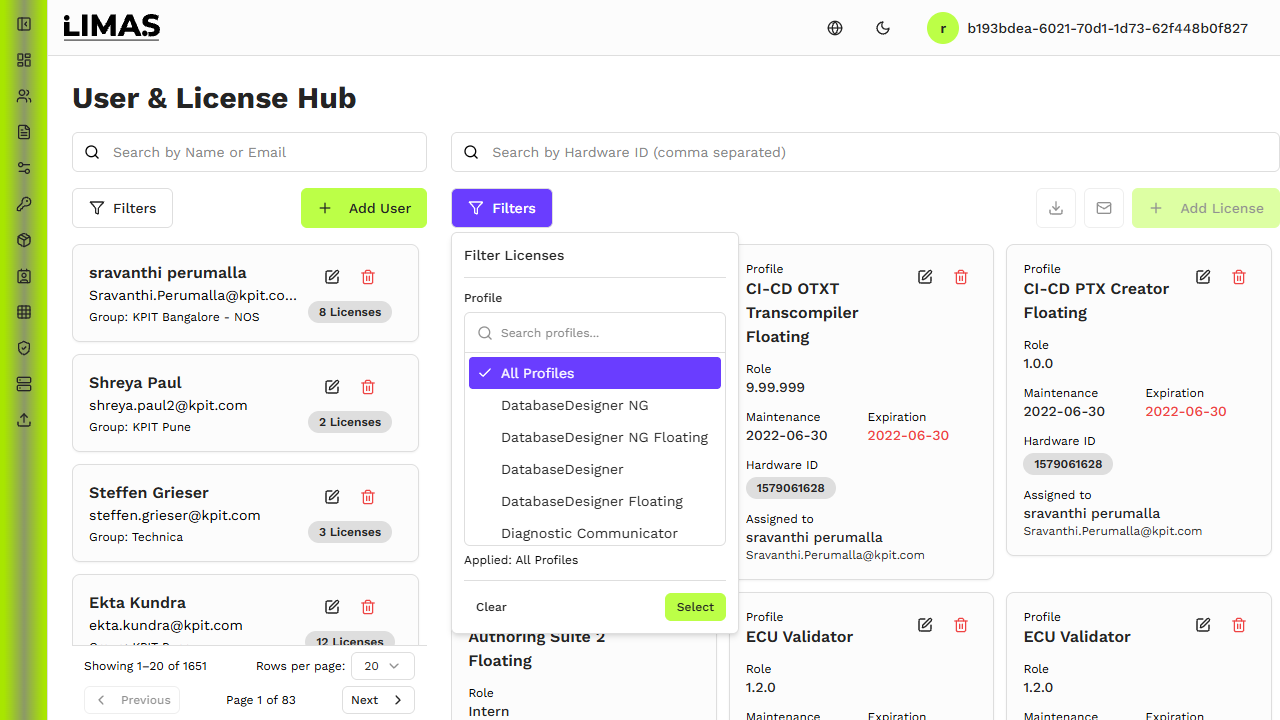 LIMAS
r
b193bdea-6021-70d1-1d73-62f448b0f827
User & License Hub
Search by Name or Email
Filters
Add User
sravanthi perumalla
Sravanthi.Perumalla@kpit.co...
Group: KPIT Bangalore - NOS
8 Licenses
Shreya Paul
shreya.paul2@kpit.com
Group: KPIT Pune
2 Licenses
Steffen Grieser
steffen.grieser@kpit.com
Group: Technica
3 Licenses
Ekta Kundra
ekta.kundra@kpit.com
12 Licenses
Showing 1–20 of 1651
Rows per page:
20
Previous
Page 1 of 83
Next
Search by Hardware ID (comma separated)
Filters
Add License
Filter Licenses
Profile
Search profiles...
All Profiles
DatabaseDesigner NG
DatabaseDesigner NG Floating
DatabaseDesigner
DatabaseDesigner Floating
Diagnostic Communicator
Applied: All Profiles
Clear
Select
Profile
CI-CD OTXT
Transcompiler
Floating
Role
9.99.999
Maintenance
Expiration
2022-06-30
2022-06-30
Hardware ID
1579061628
Assigned to
sravanthi perumalla
Sravanthi.Perumalla@kpit.com
Profile
CI-CD PTX Creator
Floating
Role
1.0.0
Maintenance
Expiration
2022-06-30
2022-06-30
Hardware ID
1579061628
Assigned to
sravanthi perumalla
Sravanthi.Perumalla@kpit.com
Authoring Suite 2
Floating
Role
Intern
Profile
ECU Validator
Role
1.2.0
Maintenance
Expiration
Profile
ECU Validator
Role
1.2.0
Maintenance
Expiration